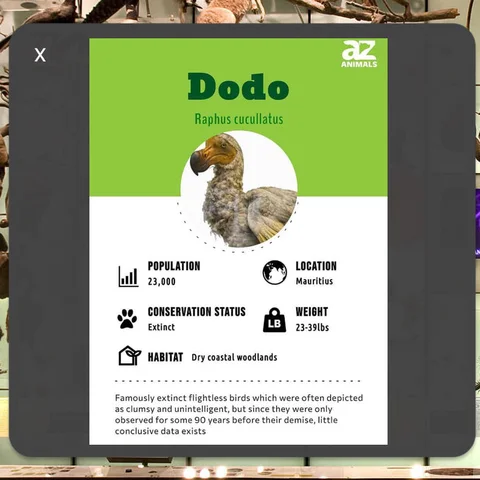 X
az
ANIMALS
Dodo
Raphus cucullatus
POPULATION
23,000
LOCATION
Mauritius
CONSERVATION STATUS
Extinct
LB
WEIGHT
23-39lbs
HABITAT Dry coastal woodlands
Famously extinct flightless birds which were often depicted
as clumsy and unintelligent, but since they were only
observed for some 90 years before their demise, little
conclusive data exists